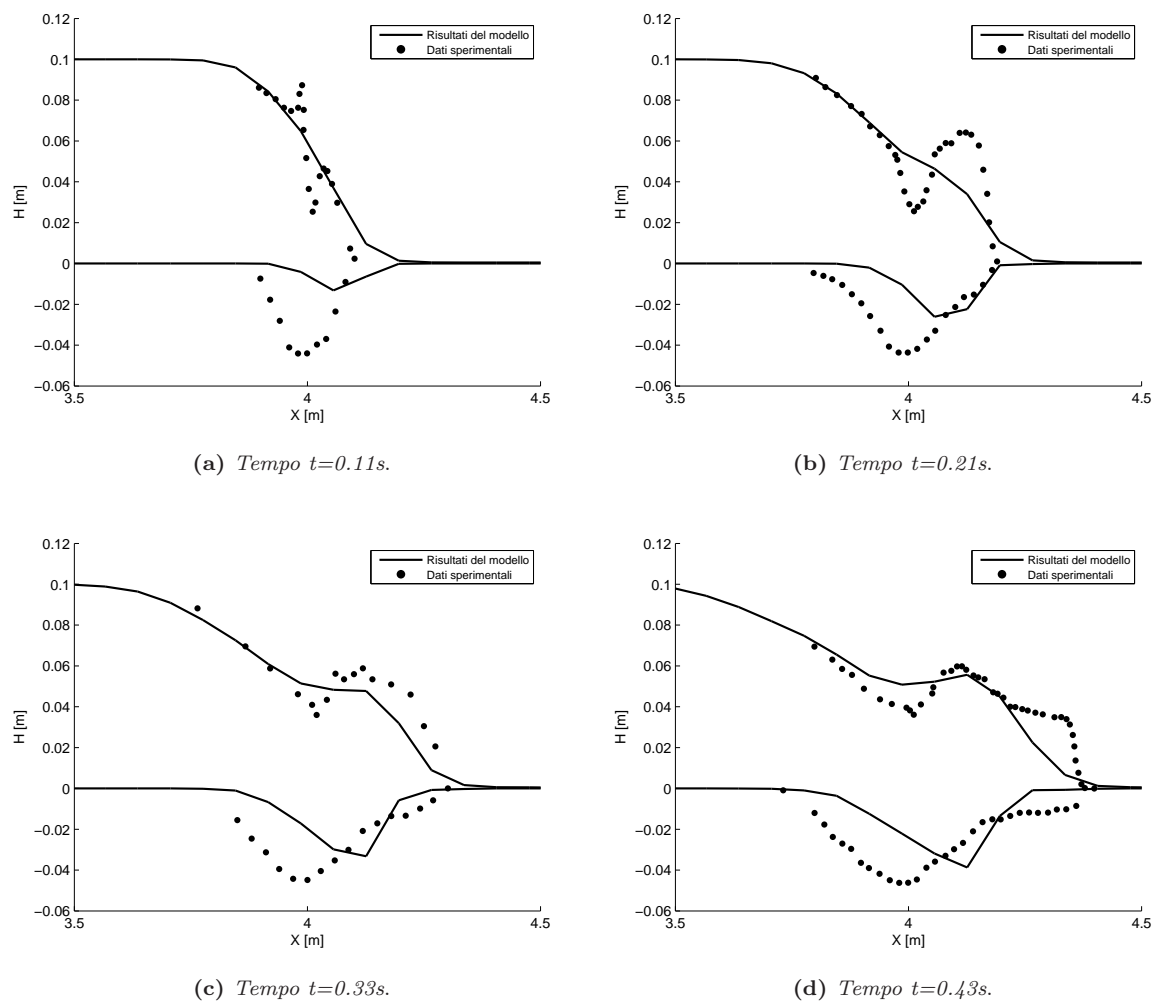 0.12
0.1
0.08
0.06
0.04
0.02
0
−0.02
−0.04
−0.06
3.5
4
4.5
H [m]
X [m]
Risultati del modello
Dati sperimentali
(a) Tempo t=0.11s.
0.12
0.1
0.08
0.06
0.04
0.02
0
−0.02
−0.04
−0.06
3.5
4
4.5
H [m]
X [m]
Risultati del modello
Dati sperimentali
(b) Tempo t=0.21s.
0.12
0.1
0.08
0.06
0.04
0.02
0
−0.02
−0.04
−0.06
3.5
4
4.5
H [m]
X [m]
Risultati del modello
Dati sperimentali
(c) Tempo t=0.33s.
0.12
0.1
0.08
0.06
0.04
0.02
0
−0.02
−0.04
−0.06
3.5
4
4.5
H [m]
X [m]
Risultati del modello
Dati sperimentali
(d) Tempo t=0.43s.